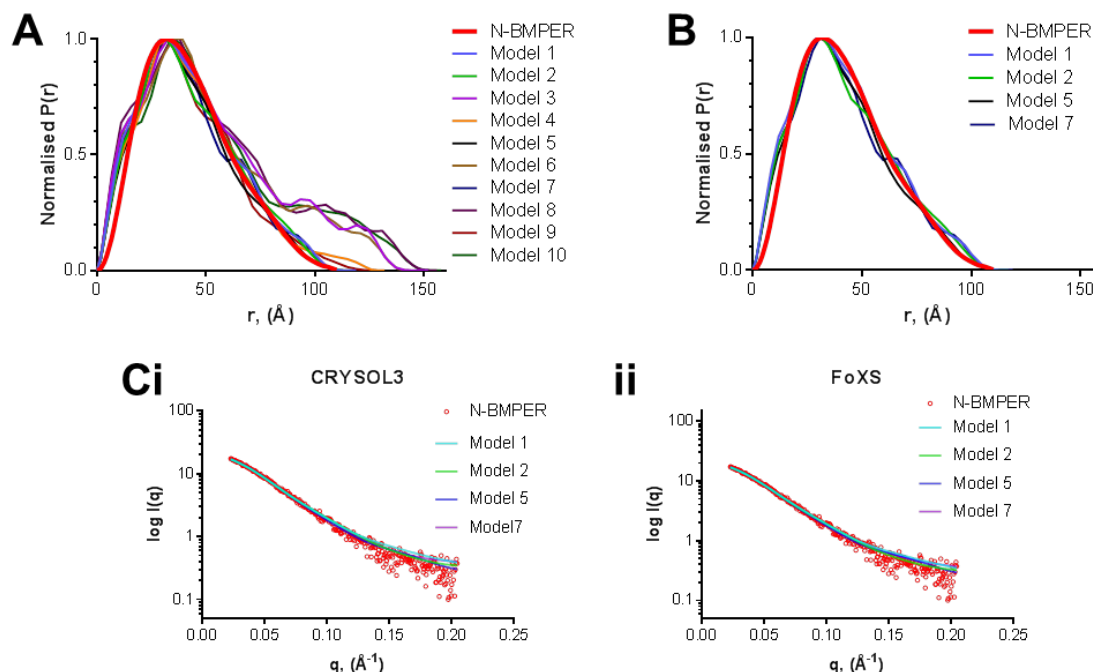 A
1.0
0.5
0.0
Normalised P(r)
0
50
100
150
r, (Å)
N-BMPER
Model 1
Model 2
Model 3
Model 4
Model 5
Model 6
Model 7
Model 8
Model 9
Model 10
B
1.0
0.5
0.0
Normalised P(r)
0
50
100
150
r, (Å)
N-BMPER
Model 1
Model 2
Model 5
Model 7
Ci
CRYSOL3
100
10
1
0.1
log I(q)
0.00
0.05
0.10
0.15
0.20
0.25
q, (Å⁻¹)
N-BMPER
Model 1
Model 2
Model 5
Model7
ii
FoXS
100
10
1
0.1
log I(q)
0.00
0.05
0.10
0.15
0.20
0.25
q, (Å⁻¹)
N-BMPER
Model 1
Model 2
Model 5
Model 7